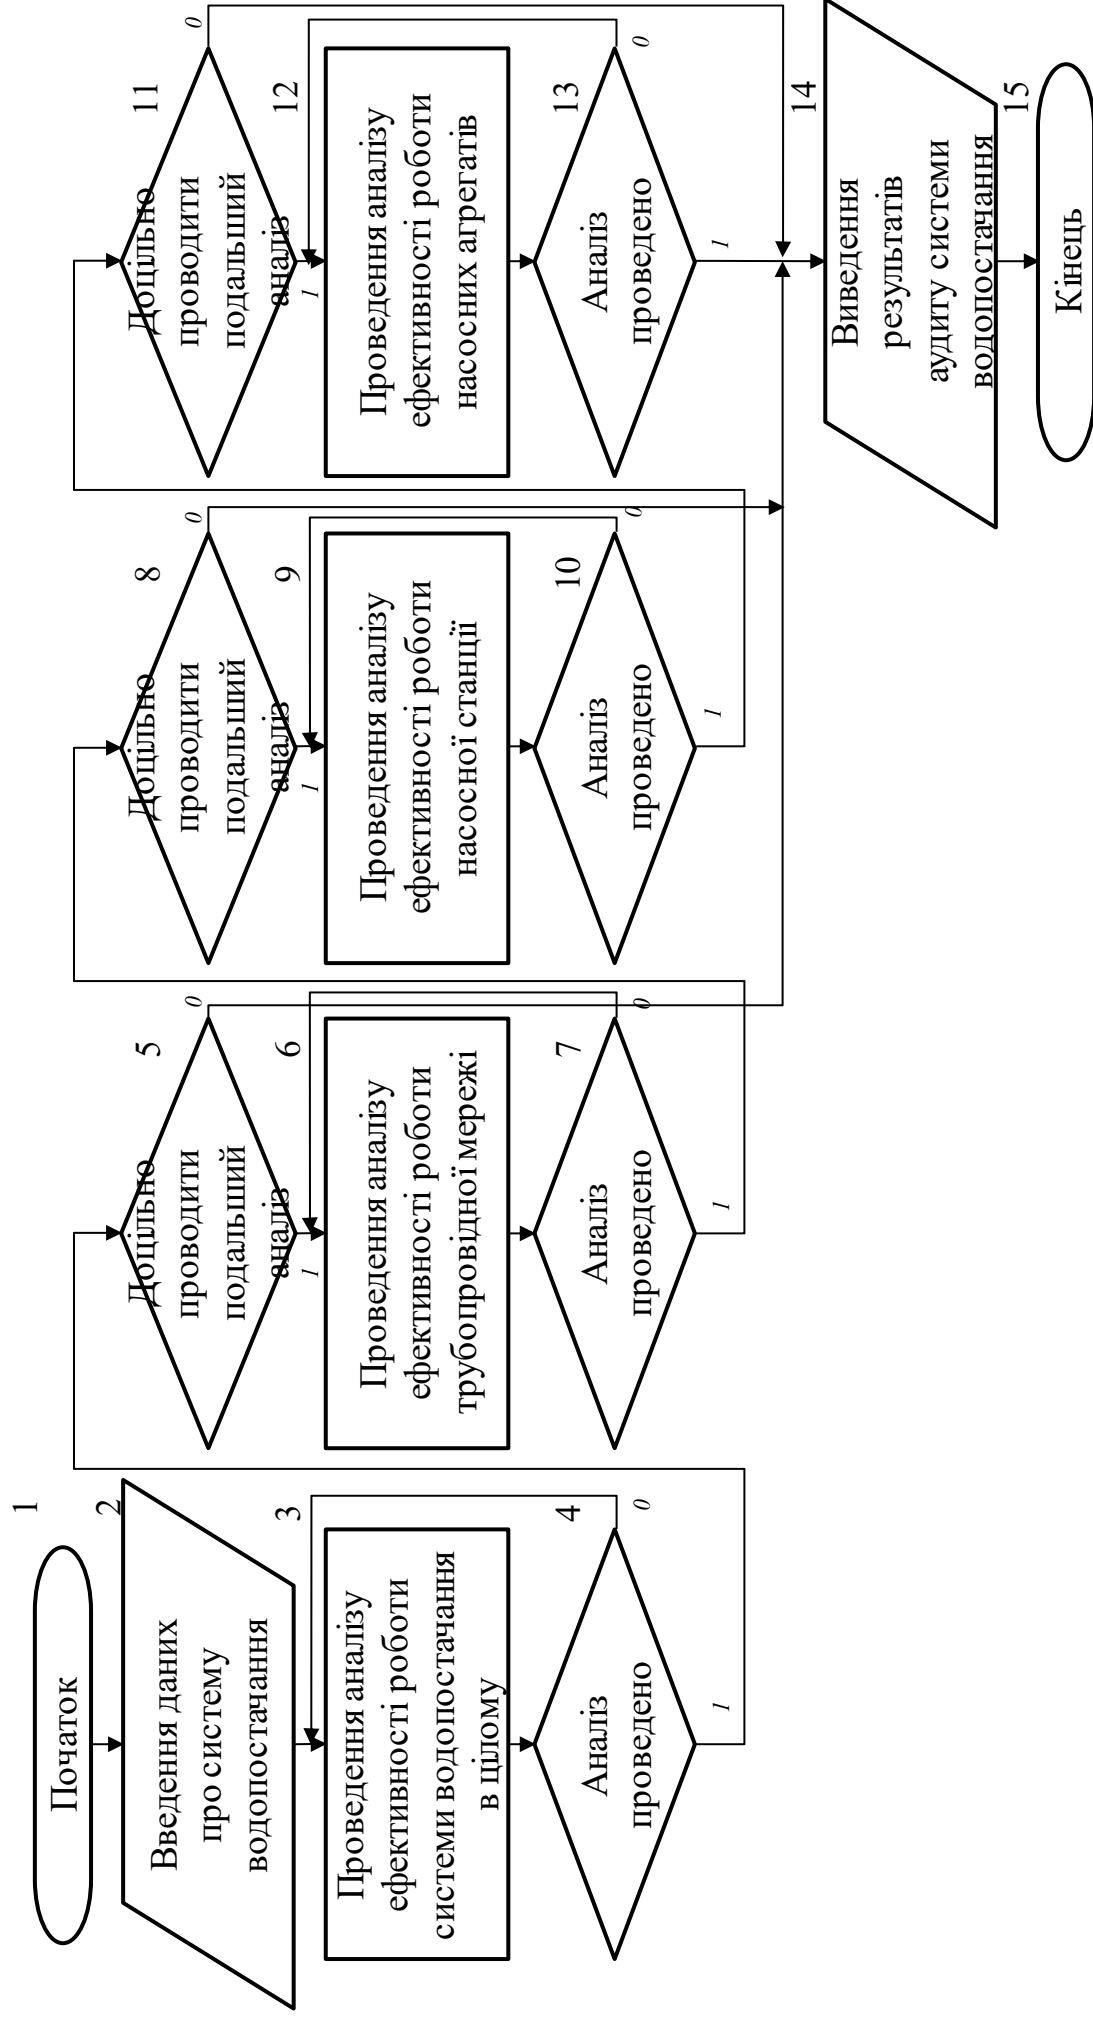 1
Початок
2
Введення даних
про систему
водопостачання
3
Проведення аналізу
ефективності роботи
системи водопостачання
в цілому
4
Аналіз
проведено
0
1
5
Доцільно
проводити
подальший
аналіз
0
1
6
Проведення аналізу
ефективності роботи
трубопровідної мережі
7
Аналіз
проведено
0
1
8
Доцільно
проводити
подальший
аналіз
0
1
9
Проведення аналізу
ефективності роботи
насосної станції
10
Аналіз
проведено
0
1
11
Доцільно
проводити
подальший
аналіз
0
1
12
Проведення аналізу
ефективності роботи
насосних агрегатів
13
Аналіз
проведено
0
1
14
Виведення
результатів
аудиту системи
водопостачання
15
Кінець